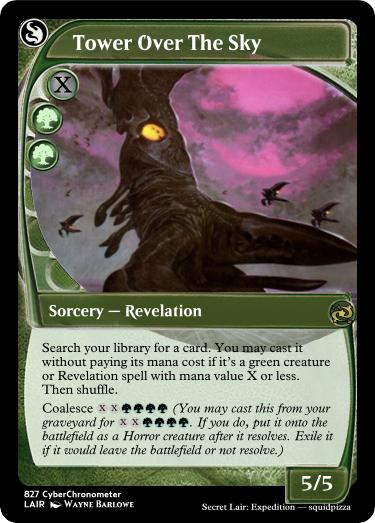 Tower Over The Sky
X
Sorcery — Revelation
Search your library for a card. You may cast it
without paying its mana cost if it's a green creature
or Revelation spell with mana value X or less.
Then shuffle.
Coalesce X X (You may cast this from your
graveyard for X X . If you do, put it onto the
battlefield as a Horror creature after it resolves. Exile it
if it would leave the battlefield or not resolve.)
5/5
827 CyberChronometer
LAIR Wayne Barlowe
Secret Lair: Expedition — squidpizza